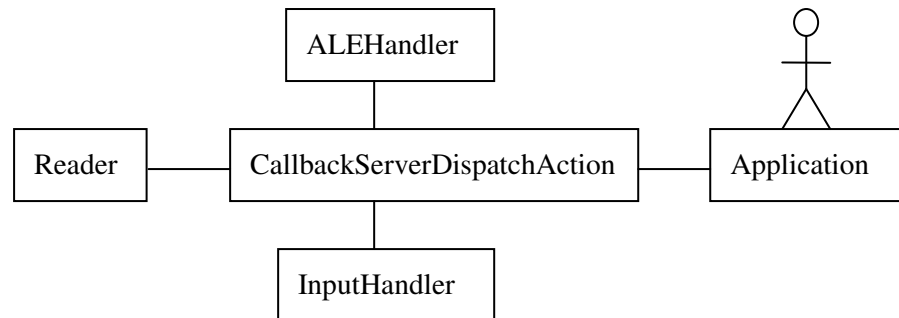 ALEHandler
Reader
CallbackServerDispatchAction
Application
InputHandler